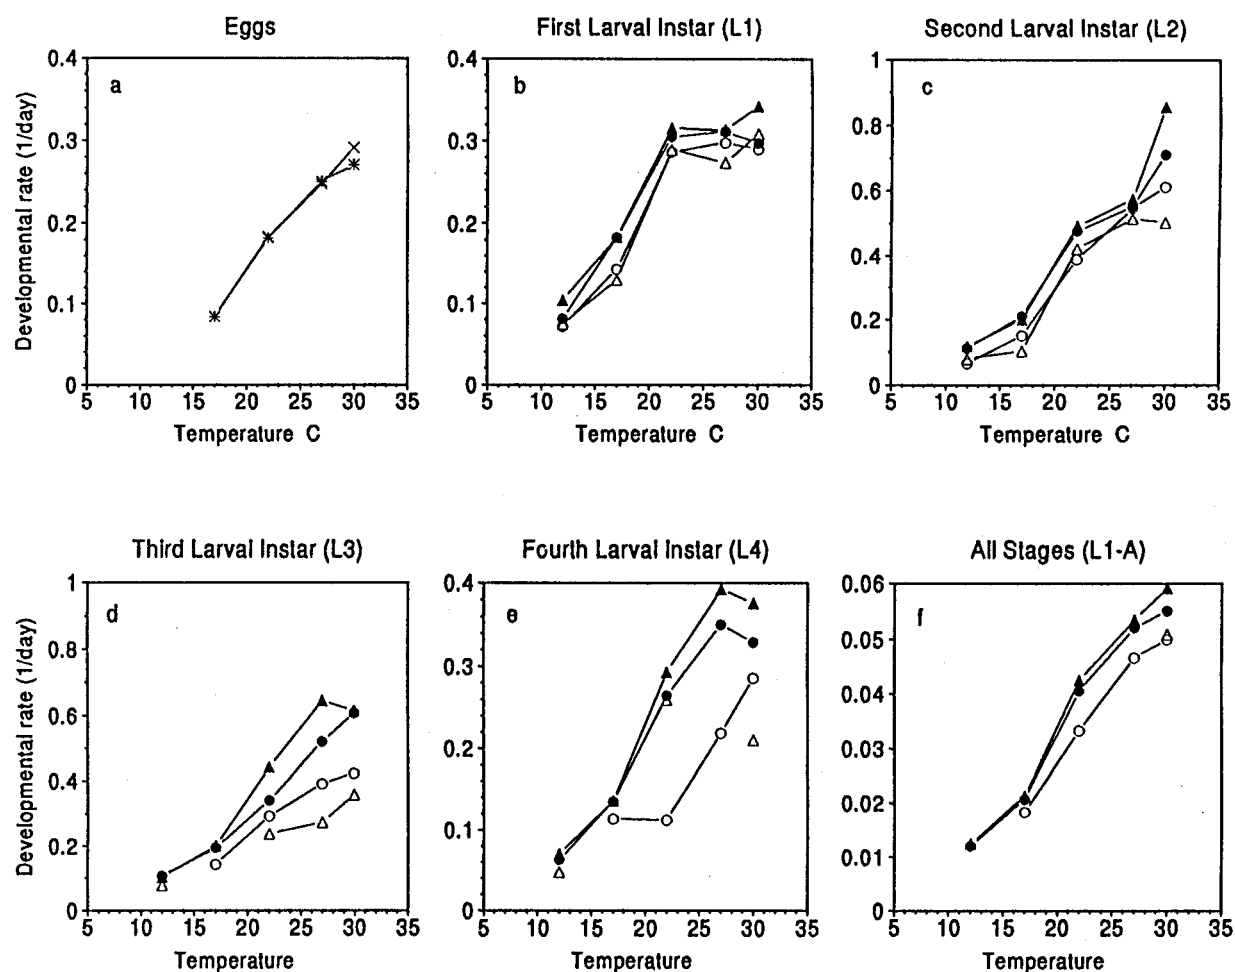 Eggs
First Larval Instar (L1)
Second Larval Instar (L2)
Developmental rate (1/day)
a
0.4
0.3
0.2
0.1
0
5 10 15 20 25 30 35
Temperature C
b
0.4
0.3
0.2
0.1
0
5 10 15 20 25 30 35
Temperature C
c
1
0.8
0.6
0.4
0.2
0
5 10 15 20 25 30 35
Temperature C
Third Larval Instar (L3)
Fourth Larval Instar (L4)
All Stages (L1-A)
Developmental rate (1/day)
d
1
0.8
0.6
0.4
0.2
0
5 10 15 20 25 30 35
Temperature
e
0.4
0.3
0.2
0.1
0
5 10 15 20 25 30 35
Temperature
f
0.06
0.05
0.04
0.03
0.02
0.01
0
5 10 15 20 25 30 35
Temperature